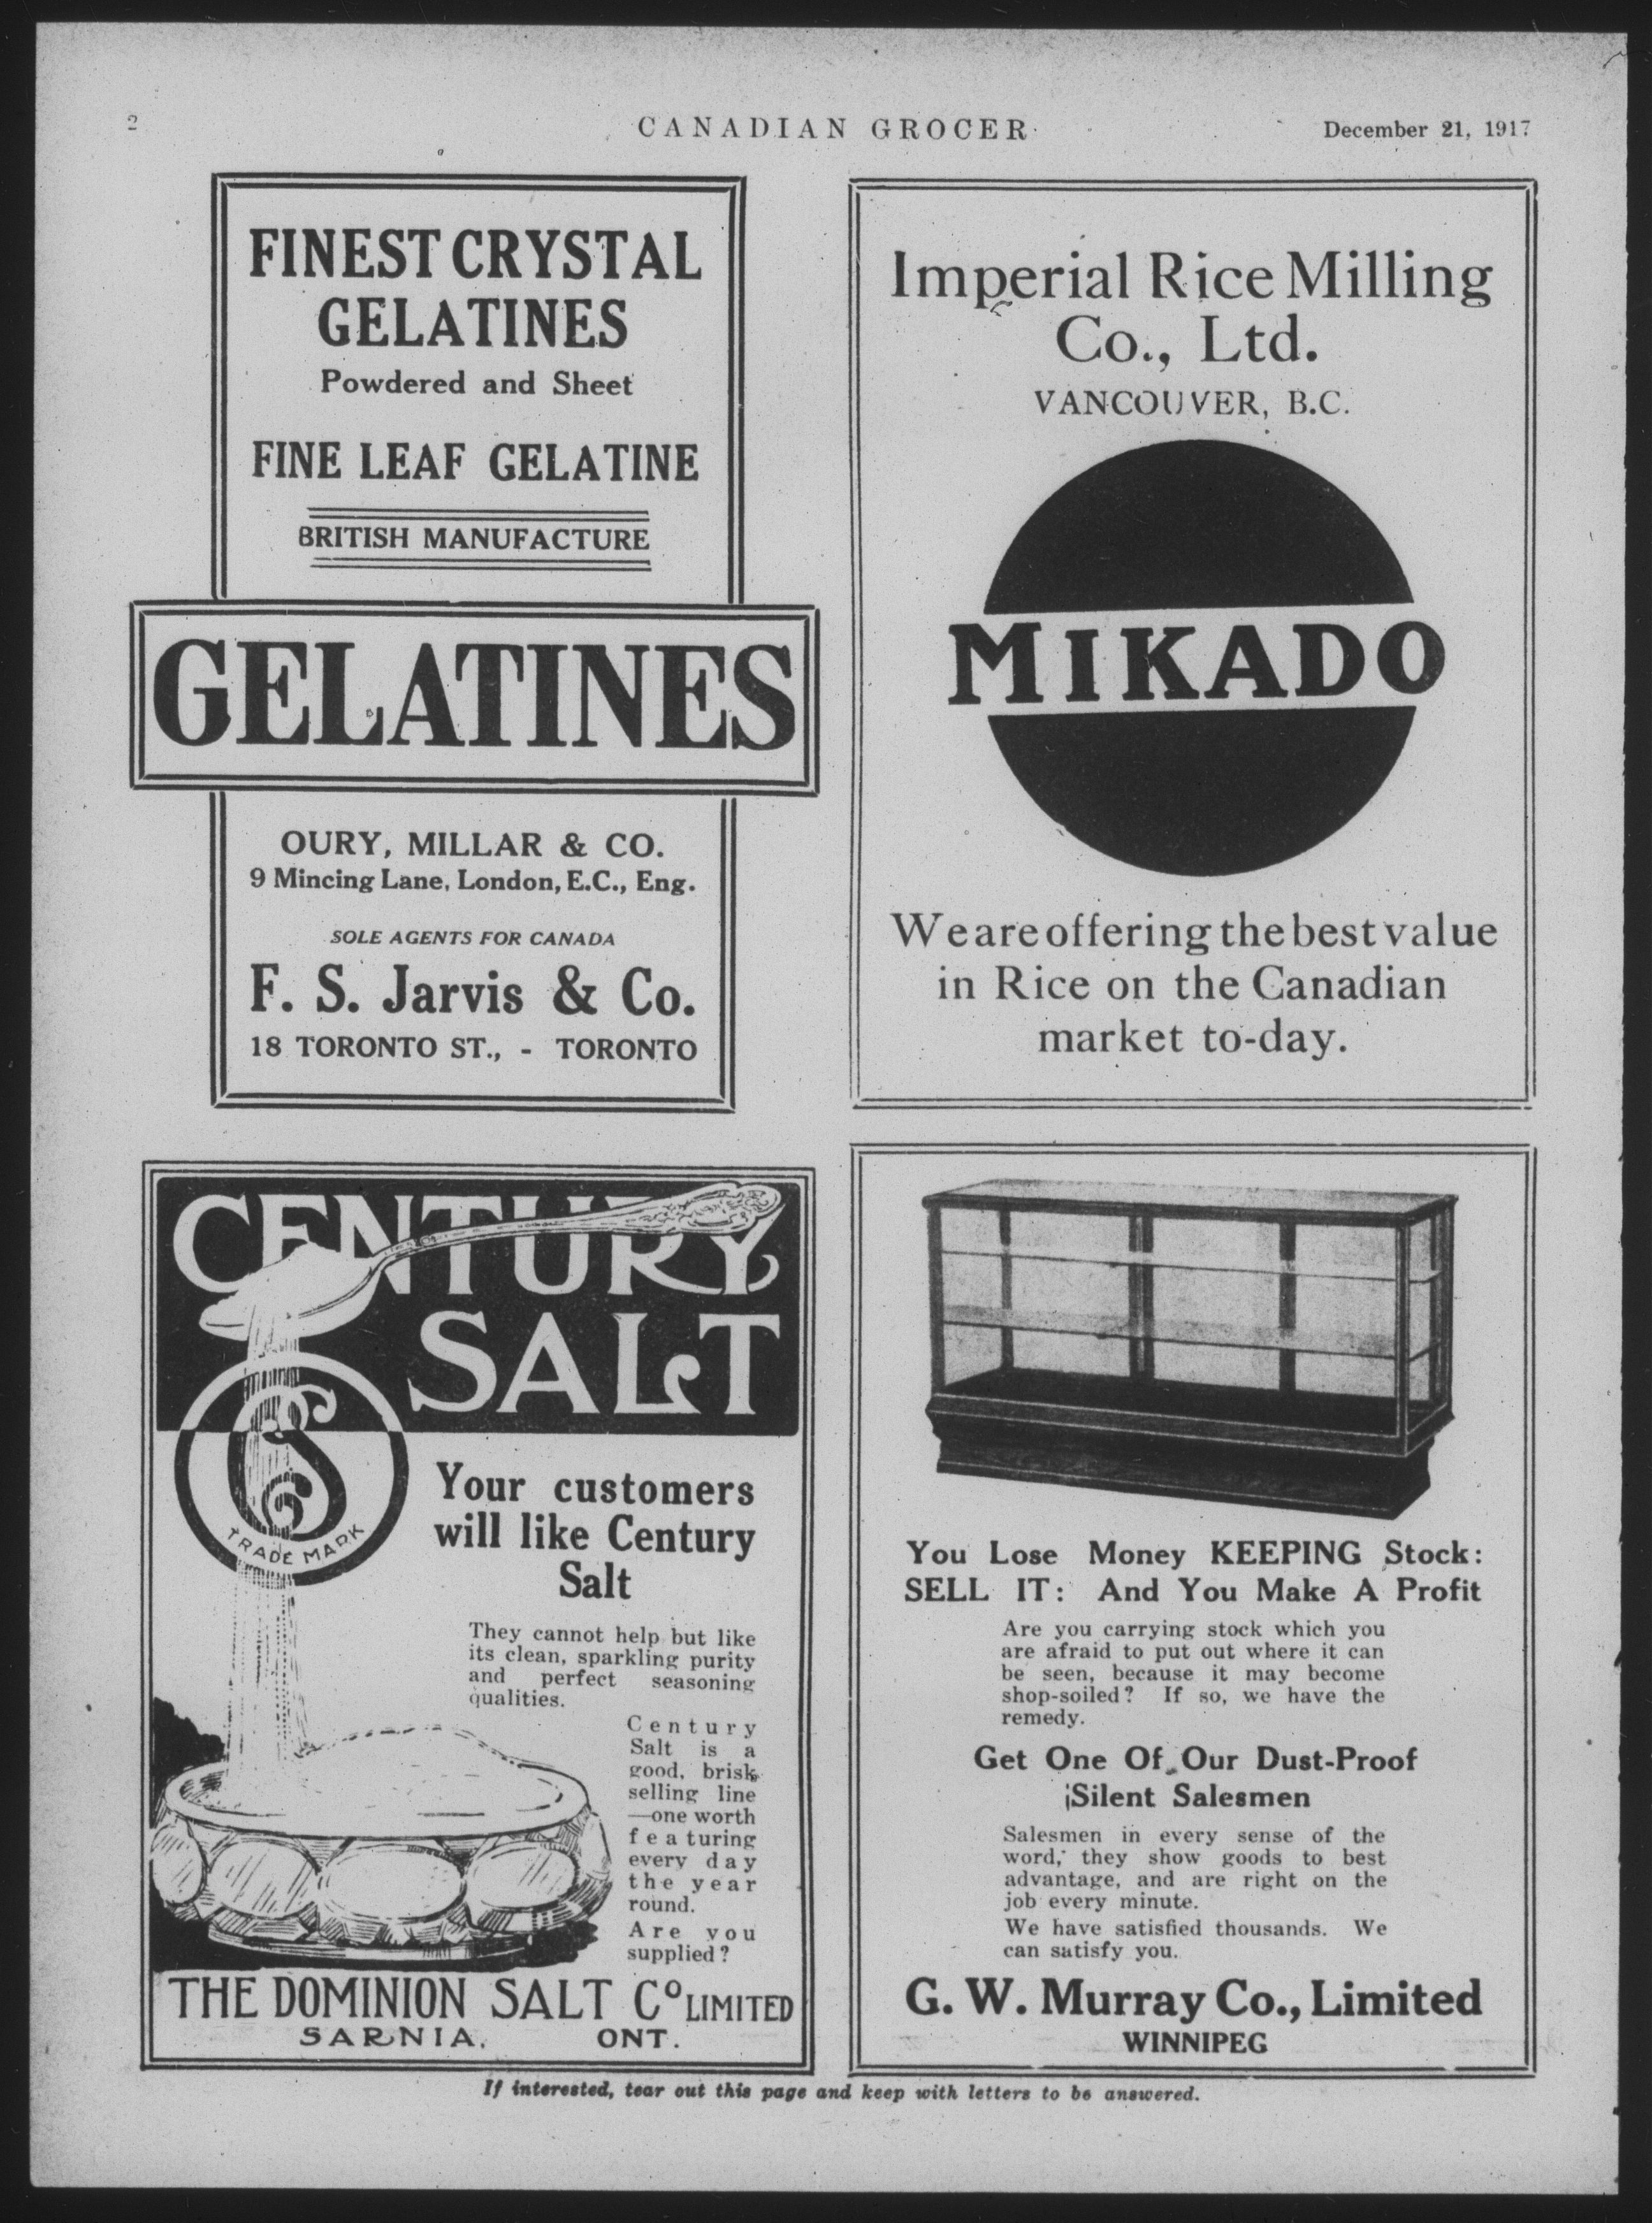 2
CANADIAN GROCER
December 21, 1917
FINEST CRYSTAL
GELATINES
Powdered and Sheet
FINE LEAF GELATINE
BRITISH MANUFACTURE
GELATINES
OURY, MILLAR & CO.
9 Mincing Lane, London, E.C., Eng.
SOLE AGENTS FOR CANADA
F. S. Jarvis & Co.
18 TORONTO ST., - TORONTO
Imperial Rice Milling
Co., Ltd.
VANCOUVER, B.C.
MIKADO
We are offering the best value
in Rice on the Canadian
market to-day.
CENTURY
SALT
TRADE MARK
Your customers
will like Century
Salt
They cannot help but like
its clean, sparkling purity
and perfect seasoning
qualities.
Century
Salt is a
good, brisk
selling line
—one worth
featuring
every day
the year
round.
Are you
supplied?
THE DOMINION SALT CO LIMITED
SARNIA, ONT.
You Lose Money KEEPING Stock:
SELL IT: And You Make A Profit
Are you carrying stock which you
are afraid to put out where it can
be seen, because it may become
shop-soiled? If so, we have the
remedy.
Get One Of Our Dust-Proof
Silent Salesmen
Salesmen in every sense of the
word; they show goods to best
advantage, and are right on the
job every minute.
We have satisfied thousands. We
can satisfy you.
G. W. Murray Co., Limited
WINNIPEG
If interested, tear out this page and keep with letters to be answered.